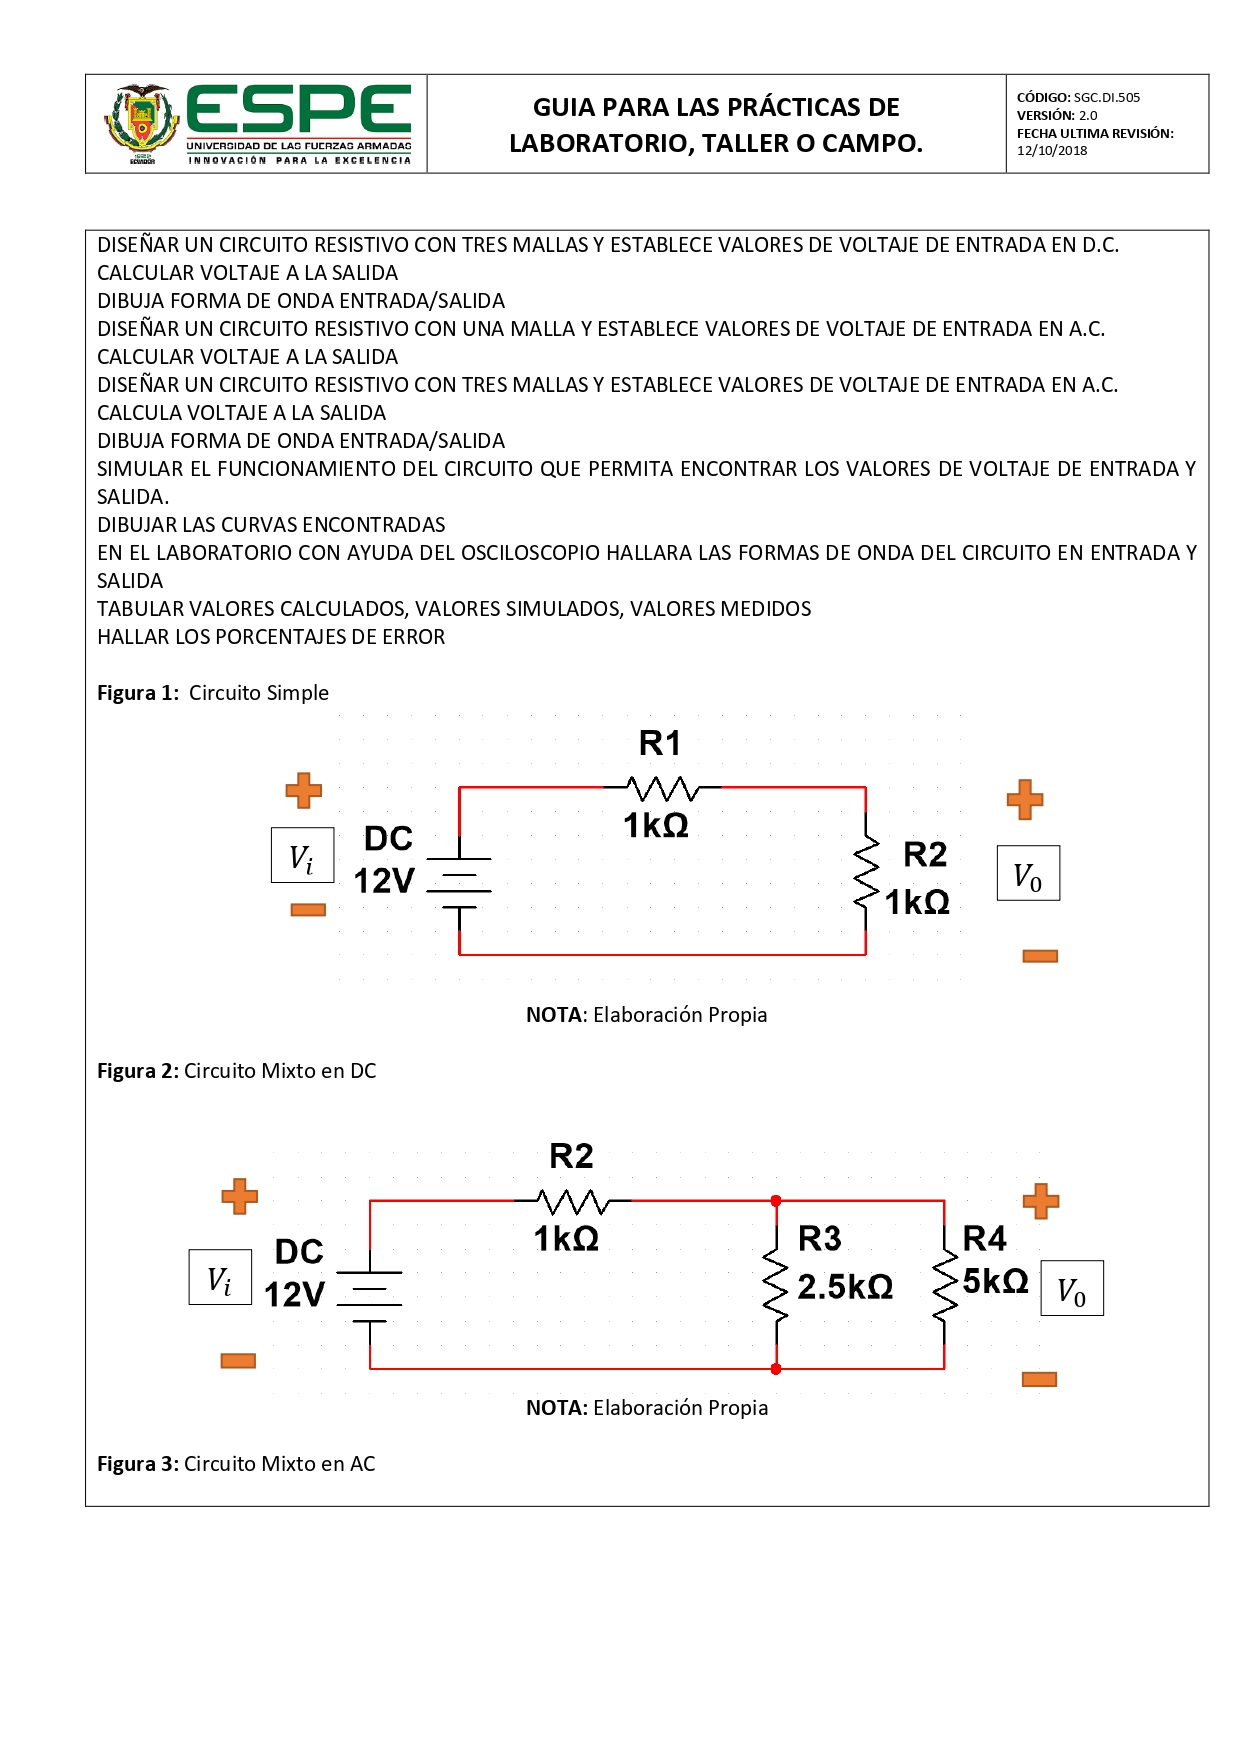 ESPE
UNIVERSIDAD DE LAS FUERZAS ARMADAS
INNOVACIÓN PARA LA EXCELENCIA
ECUADOR
GUIA PARA LAS PRÁCTICAS DE
LABORATORIO, TALLER O CAMPO.
CÓDIGO: SGC.DI.505
VERSIÓN: 2.0
FECHA ULTIMA REVISIÓN:
12/10/2018
DISEÑAR UN CIRCUITO RESISTIVO CON TRES MALLAS Y ESTABLECE VALORES DE VOLTAJE DE ENTRADA EN D.C.
CALCULAR VOLTAJE A LA SALIDA
DIBUJA FORMA DE ONDA ENTRADA/SALIDA
DISEÑAR UN CIRCUITO RESISTIVO CON UNA MALLA Y ESTABLECE VALORES DE VOLTAJE DE ENTRADA EN A.C.
CALCULAR VOLTAJE A LA SALIDA
DISEÑAR UN CIRCUITO RESISTIVO CON TRES MALLAS Y ESTABLECE VALORES DE VOLTAJE DE ENTRADA EN A.C.
CALCULA VOLTAJE A LA SALIDA
DIBUJA FORMA DE ONDA ENTRADA/SALIDA
SIMULAR EL FUNCIONAMIENTO DEL CIRCUITO QUE PERMITA ENCONTRAR LOS VALORES DE VOLTAJE DE ENTRADA Y
SALIDA.
DIBUJAR LAS CURVAS ENCONTRADAS
EN EL LABORATORIO CON AYUDA DEL OSCILOSCOPIO HALLARA LAS FORMAS DE ONDA DEL CIRCUITO EN ENTRADA Y
SALIDA
TABULAR VALORES CALCULADOS, VALORES SIMULADOS, VALORES MEDIDOS
HALLAR LOS PORCENTAJES DE ERROR
Figura 1: Circuito Simple
R1
1kΩ
DC
12V
Vi
R2
1kΩ
V0
NOTA: Elaboración Propia
Figura 2: Circuito Mixto en DC
R2
1kΩ
DC
12V
Vi
R3
2.5kΩ
R4
5kΩ
V0
NOTA: Elaboración Propia
Figura 3: Circuito Mixto en AC